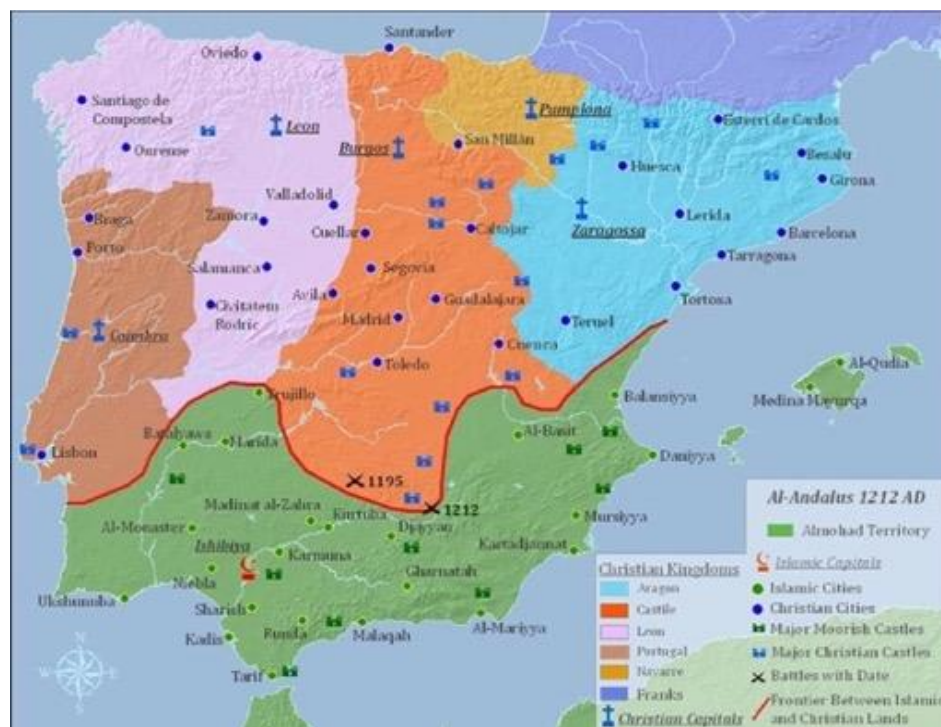 Santander
Oviedo
Santiago de
Compostela
Leon
Pamplona
Esterri de Cardos
Burgos
San Millán
Ourense
Huesca
Besalu
Girona
Valladolid
Braga
Zamora
Cuellar
Caltojar
Zaragossa
Lerida
Barcelona
Porto
Salamanca
Segovia
Tarragona
Avila
Guadalajara
Tortosa
Civitatem
Rodric
Madrid
Teruel
Coimbra
Cuenca
Toledo
Al-Qudia
Trujillo
Balansiyya
Medina Mayurqa
Batalyawa
Marida
Al-Basit
Lisbon
Daniyya
1195
Madinat al-Zahra
1212
Al-Monaster
Kurtuba
Djayyan
Mursiyya
Ishbiliya
Karmuna
Kartadjannat
Niebla
Gharnatah
Ukshunuba
Sharish
Kadis
Runda
Malaqah
Al-Mariyya
Tarif
N
Al-Andalus 1212 AD
Almohad Territory
Islamic Capitals
Islamic Cities
Christian Cities
Major Moorish Castles
Major Christian Castles
Battles with Date
Frontier Between Islamic
and Christian Lands
Christian Kingdoms
Aragon
Castile
Leon
Portugal
Navarre
Franks
Christian Capitals